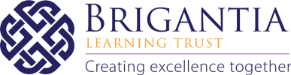 BRIGANTIA
LEARNING TRUST
Creating excellence together